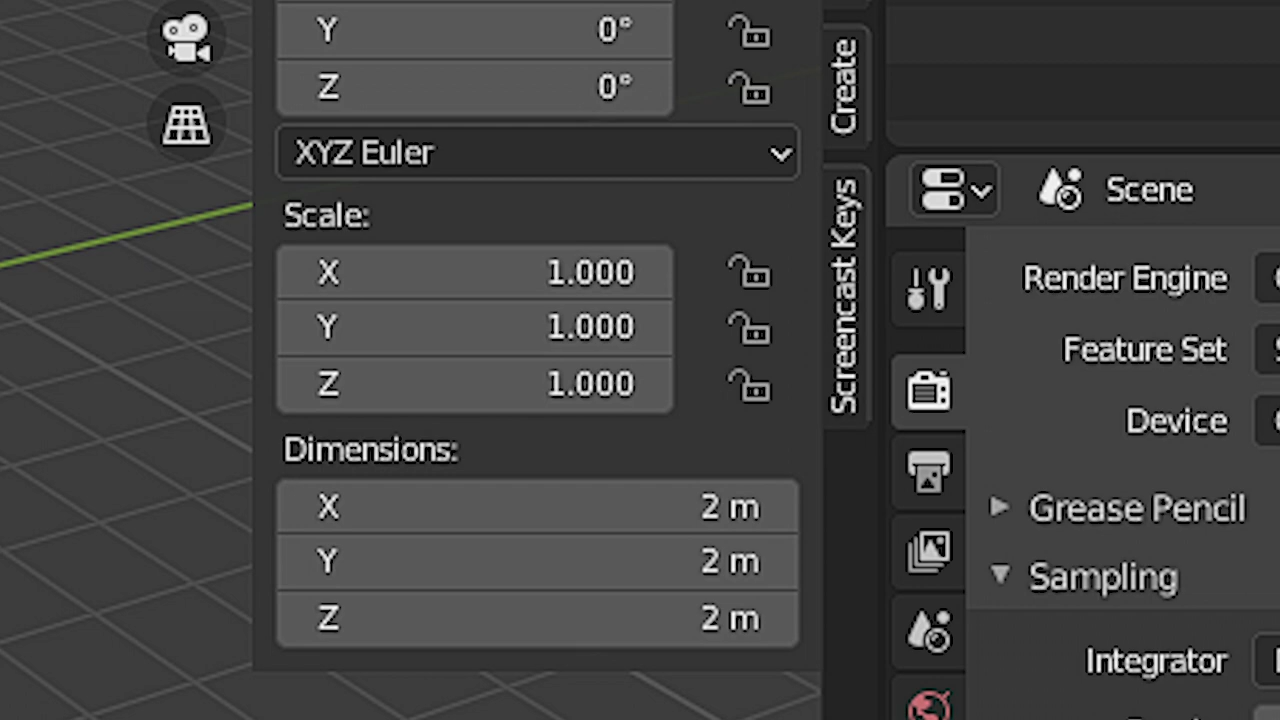 Y 0°
Z 0°
XYZ Euler
Scale:
X 1.000
Y 1.000
Z 1.000
Dimensions:
X 2 m
Y 2 m
Z 2 m
Create
Screencast Keys
Scene
Render Engine
Feature Set
Device
Grease Pencil
Sampling
Integrator